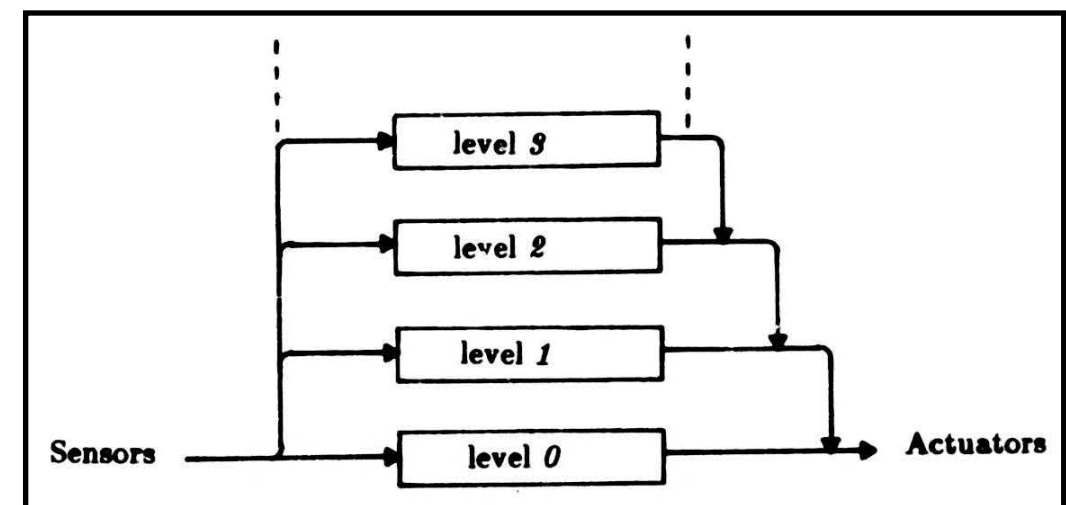 level 3
level 2
level 1
level 0
Sensors
Actuators